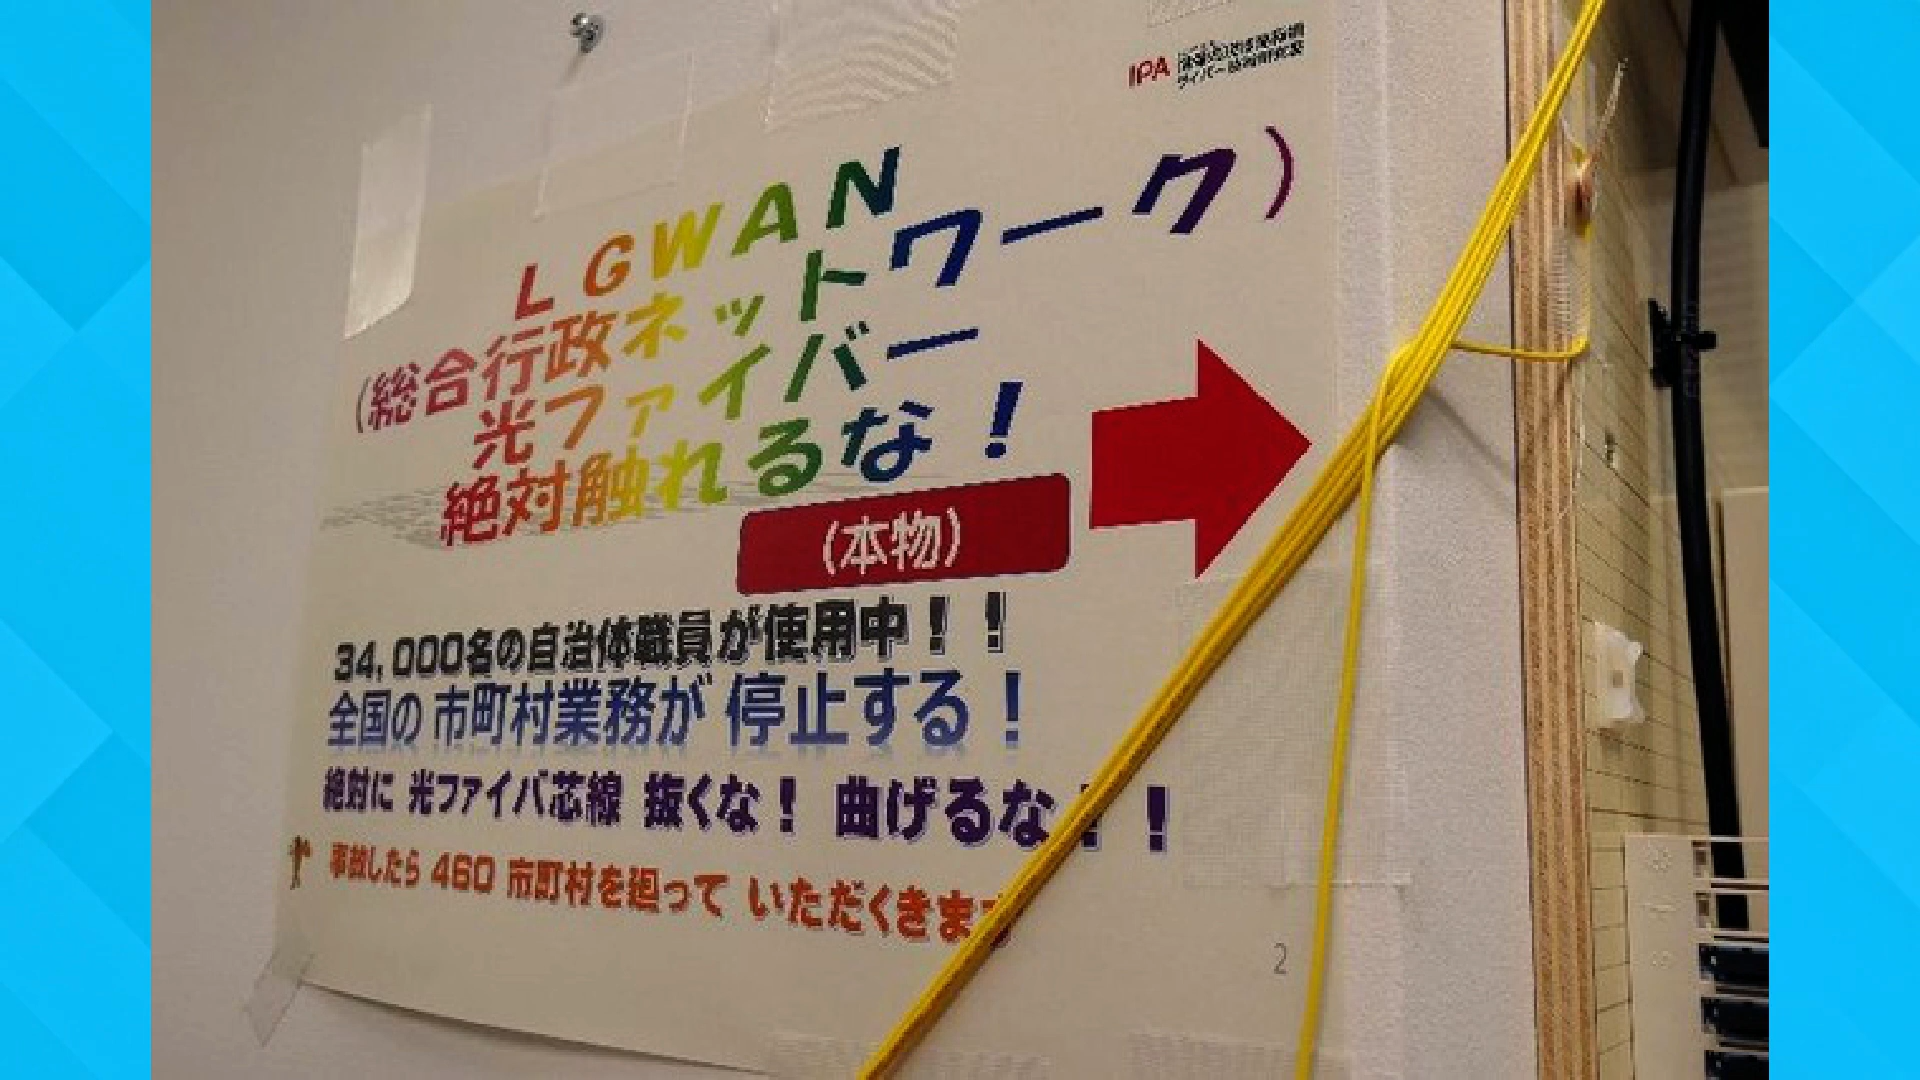 IPA
LGWAN
(総合行政ネットワーク)
光ファイバー
絶対触れるな!
(本物)
34,000名の自治体職員が使用中!!
全国の 市町村業務が 停止する!
絶対に 光ファイバ芯線 抜くな! 曲げるな!!
事故したら 460 市町村を廻って いただくきます
2